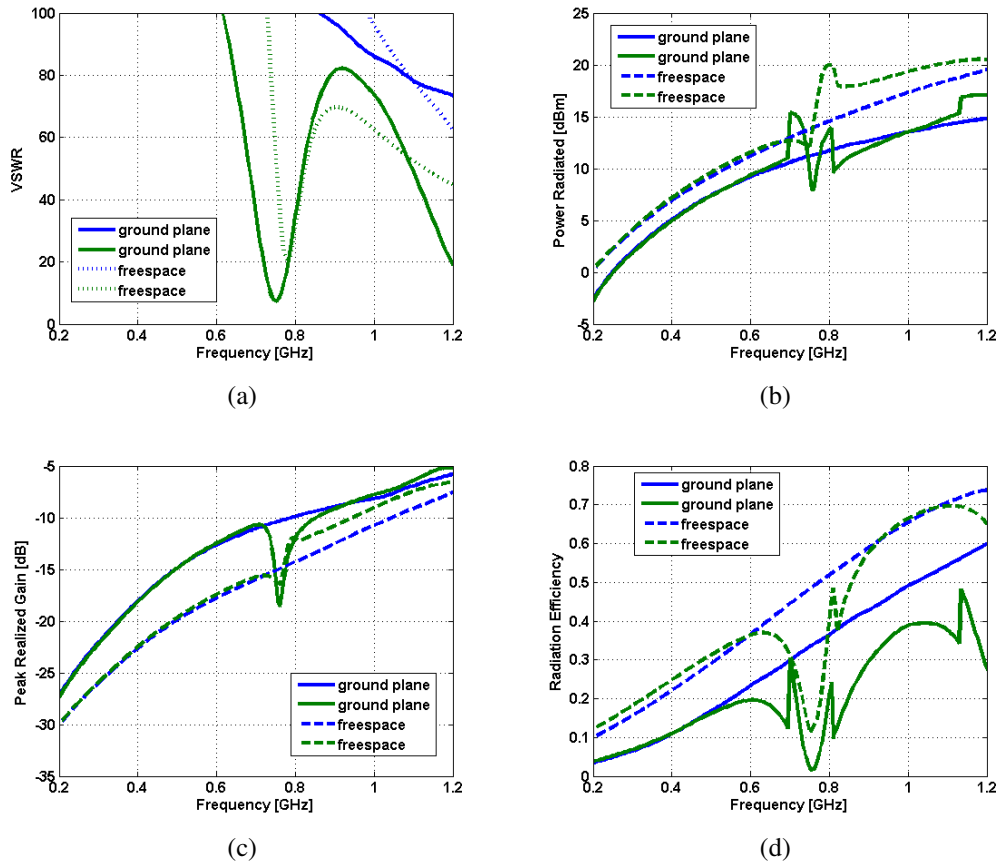 100
80
60
40
20
0
VSWR
ground plane
ground plane
freespace
freespace
0.2
0.4
0.6
0.8
1
1.2
Frequency [GHz]
(a)
25
20
15
10
5
0
-5
Power Radiated [dBm]
ground plane
ground plane
freespace
freespace
0.2
0.4
0.6
0.8
1
1.2
Frequency [GHz]
(b)
-5
-10
-15
-20
-25
-30
-35
Peak Realized Gain [dB]
ground plane
ground plane
freespace
freespace
0.2
0.4
0.6
0.8
1
1.2
Frequency [GHz]
(c)
0.8
0.7
0.6
0.5
0.4
0.3
0.2
0.1
0
Radiation Efficiency
ground plane
ground plane
freespace
freespace
0.2
0.4
0.6
0.8
1
1.2
Frequency [GHz]
(d)